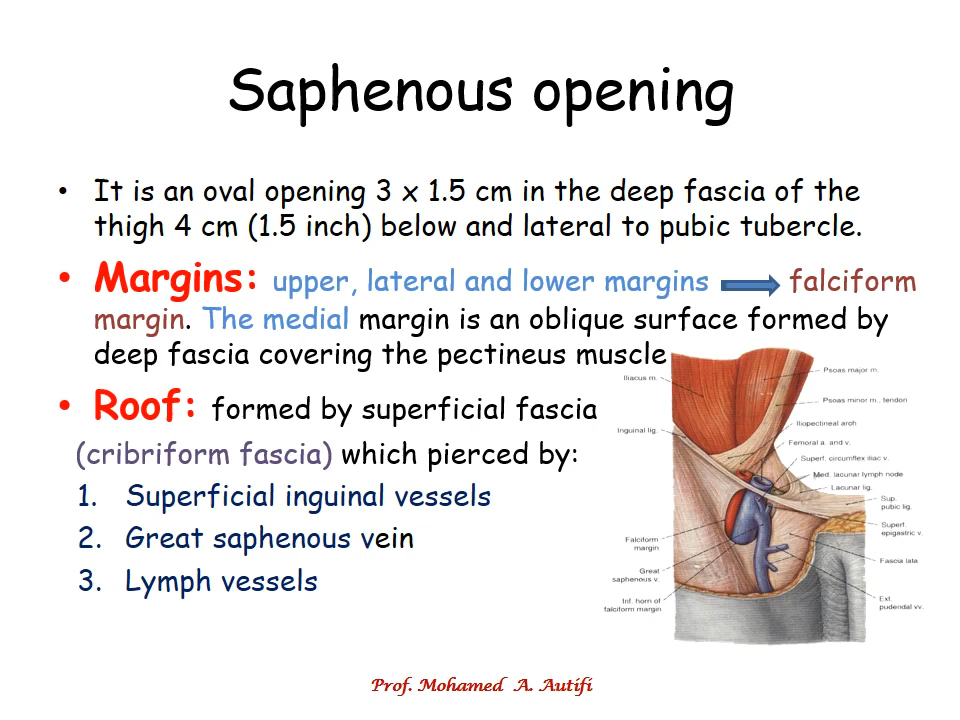 Saphenous opening
• It is an oval opening 3 x 1.5 cm in the deep fascia of the
thigh 4 cm (1.5 inch) below and lateral to pubic tubercle.
• Margins: upper, lateral and lower margins falciform
margin. The medial margin is an oblique surface formed by
deep fascia covering the pectineus muscle
• Roof: formed by superficial fascia
(cribriform fascia) which pierced by:
1. Superficial inguinal vessels
2. Great saphenous vein
3. Lymph vessels
Iliacus m.
Inguinal lig.
Falciform
margin
Great
saphenous v.
Inf. horn of
falciform margin
Psoas major m.
Psoas minor m., tendon
Iliopectineal arch
Femoral a. and v.
Superf. circumflex iliac v.
Med. lacunar lymph node
Lacunar lig.
Sup.
pubic lig.
Superf.
epigastric v.
Fascia lata
Ext.
pudendal vv.
Prof. Mohamed A. Autifi